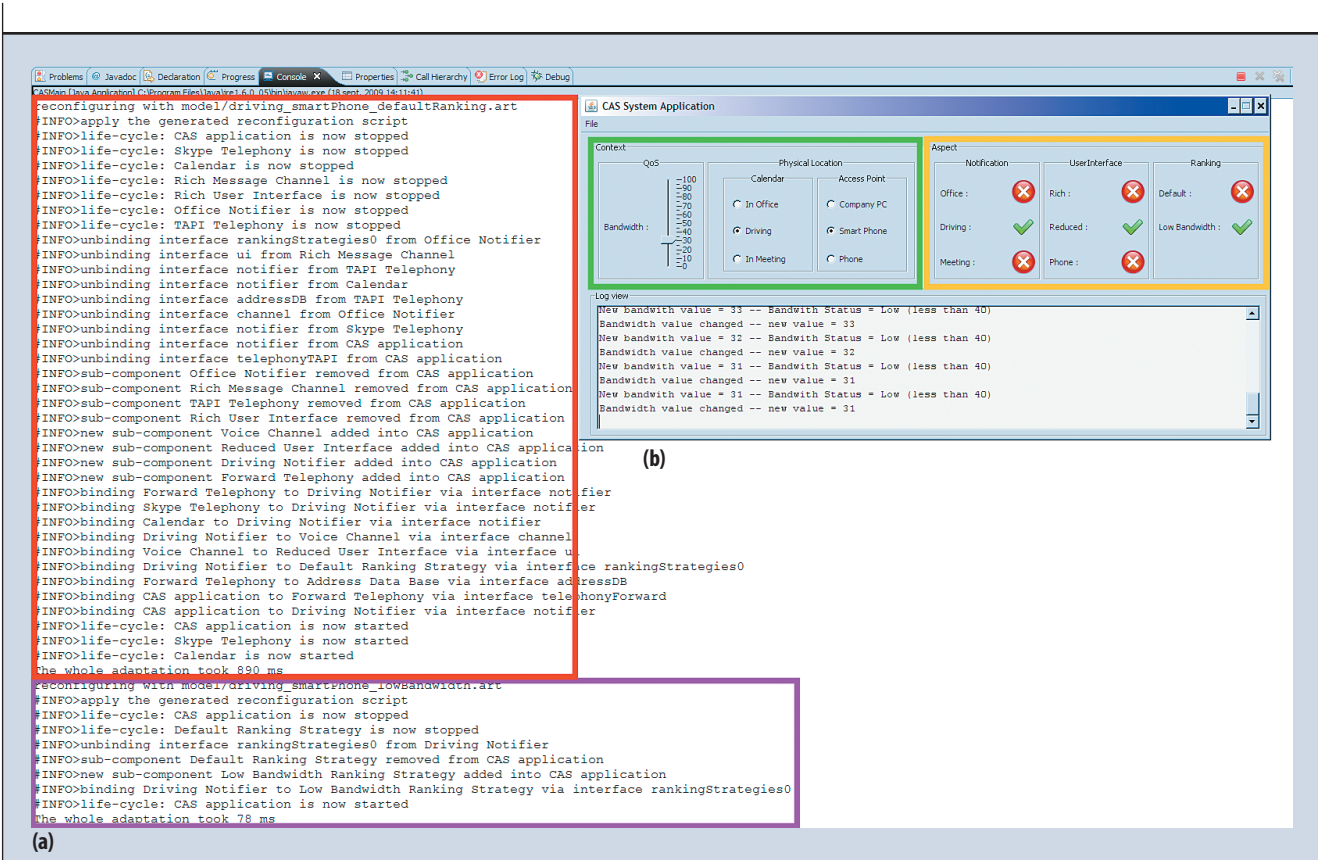 Problems @ Javadoc Declaration Progress Console Properties Call Hierarchy Error Log Debug
CASMain [Java Application] C:\Program Files\Java\jre1.6.0_05\bin\javaw.exe (18 sept. 2009 14:11:41)
reconfiguring with model/driving_smartPhone_defaultRanking.art
#INFO>apply the generated reconfiguration script
#INFO>life-cycle: CAS application is now stopped
#INFO>life-cycle: Skype Telephony is now stopped
#INFO>life-cycle: Calendar is now stopped
#INFO>life-cycle: Rich Message Channel is now stopped
#INFO>life-cycle: Rich User Interface is now stopped
#INFO>life-cycle: Office Notifier is now stopped
#INFO>life-cycle: TAPI Telephony is now stopped
#INFO>unbinding interface rankingStrategies0 from Office Notifier
#INFO>unbinding interface ui from Rich Message Channel
#INFO>unbinding interface notifier from TAPI Telephony
#INFO>unbinding interface notifier from Calendar
#INFO>unbinding interface addressDB from TAPI Telephony
#INFO>unbinding interface channel from Office Notifier
#INFO>unbinding interface notifier from Skype Telephony
#INFO>unbinding interface notifier from CAS application
#INFO>unbinding interface telephonyTAPI from CAS application
#INFO>sub-component Office Notifier removed from CAS application
#INFO>sub-component Rich Message Channel removed from CAS application
#INFO>sub-component TAPI Telephony removed from CAS application
#INFO>sub-component Rich User Interface removed from CAS application
#INFO>new sub-component Voice Channel added into CAS application
#INFO>new sub-component Reduced User Interface added into CAS application
#INFO>new sub-component Driving Notifier added into CAS application
#INFO>new sub-component Forward Telephony added into CAS application
#INFO>binding Forward Telephony to Driving Notifier via interface notifier
#INFO>binding Skype Telephony to Driving Notifier via interface notifier
#INFO>binding Calendar to Driving Notifier via interface notifier
#INFO>binding Driving Notifier to Voice Channel via interface channel
#INFO>binding Voice Channel to Reduced User Interface via interface ui
#INFO>binding Driving Notifier to Default Ranking Strategy via interface rankingStrategies0
#INFO>binding Forward Telephony to Address Data Base via interface addressDB
#INFO>binding CAS application to Forward Telephony via interface telephonyForward
#INFO>binding CAS application to Driving Notifier via interface notifier
#INFO>life-cycle: CAS application is now started
#INFO>life-cycle: Skype Telephony is now started
#INFO>life-cycle: Calendar is now started
The whole adaptation took 890 ms
reconfiguring with model/driving_smartPhone_lowBandwidth.art
#INFO>apply the generated reconfiguration script
#INFO>life-cycle: CAS application is now stopped
#INFO>life-cycle: Default Ranking Strategy is now stopped
#INFO>unbinding interface rankingStrategies0 from Driving Notifier
#INFO>sub-component Default Ranking Strategy removed from CAS application
#INFO>new sub-component Low Bandwidth Ranking Strategy added into CAS application
#INFO>binding Driving Notifier to Low Bandwidth Ranking Strategy via interface rankingStrategies0
#INFO>life-cycle: CAS application is now started
The whole adaptation took 78 ms
(a)
CAS System Application
File
Context
QoS
Bandwidth :
100
90
80
70
60
50
40
30
20
10
0
Physical Location
Calendar
In Office
Driving
In Meeting
Access Point
Company PC
Smart Phone
Phone
Aspect
Notification
Office :
Driving :
Meeting :
UserInterface
Rich :
Reduced :
Phone :
Ranking
Default :
Low Bandwidth :
Log view
New bandwith value = 33 -- Bandwith Status = Low (less than 40)
Bandwidth value changed -- new value = 33
New bandwith value = 32 -- Bandwith Status = Low (less than 40)
Bandwidth value changed -- new value = 32
New bandwith value = 31 -- Bandwith Status = Low (less than 40)
Bandwidth value changed -- new value = 31
New bandwith value = 31 -- Bandwith Status = Low (less than 40)
Bandwidth value changed -- new value = 31
(b)